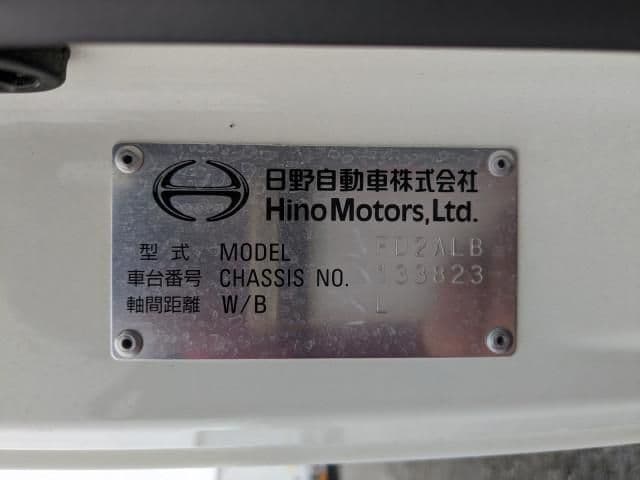 日野自動車株式会社
Hino Motors, Ltd.
型式 MODEL FD2ALB
車台番号 CHASSIS NO. 133823
軸間距離 W/B L